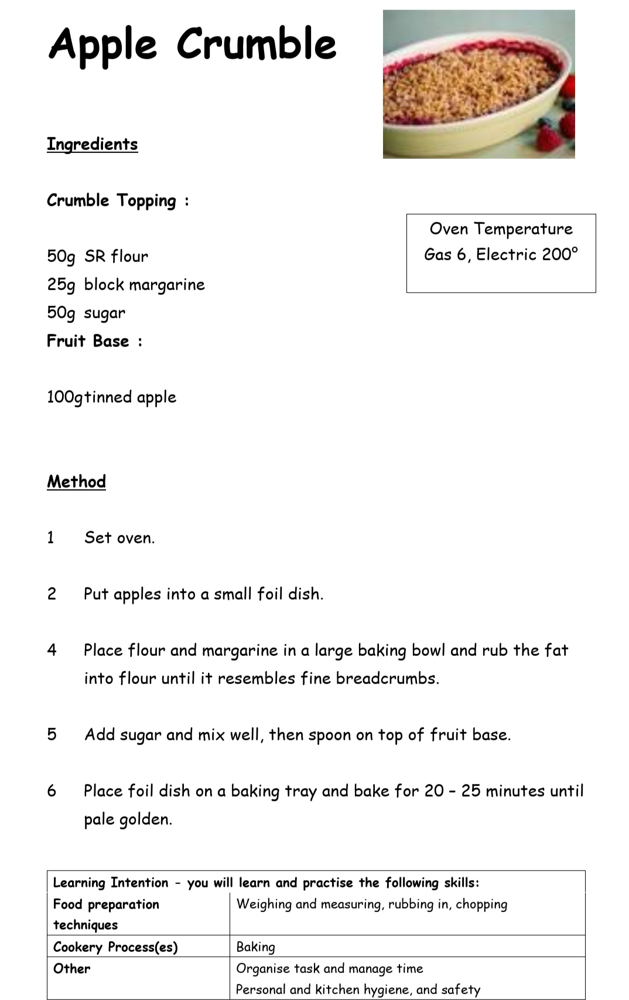 Apple Crumble
Ingredients
Crumble Topping :
Oven Temperature
Gas 6, Electric 200°
50g SR flour
25g block margarine
50g sugar
Fruit Base :
100gtinned apple
Method
1 Set oven.
2 Put apples into a small foil dish.
4 Place flour and margarine in a large baking bowl and rub the fat
into flour until it resembles fine breadcrumbs.
5 Add sugar and mix well, then spoon on top of fruit base.
6 Place foil dish on a baking tray and bake for 20 – 25 minutes until
pale golden.
Learning Intention – you will learn and practise the following skills:
Food preparation
techniques
Weighing and measuring, rubbing in, chopping
Cookery Process(es)
Baking
Other
Organise task and manage time
Personal and kitchen hygiene, and safety